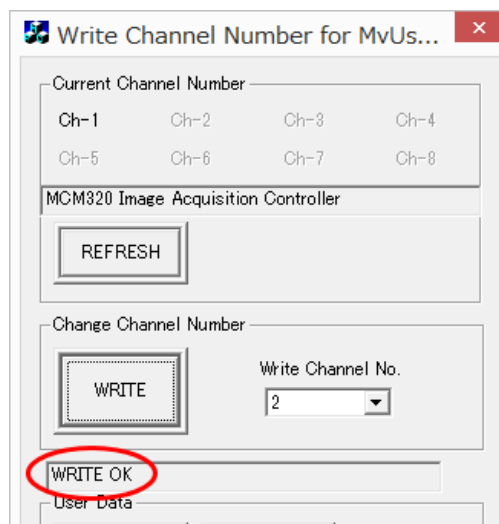 Write Channel Number for MvUs...
Current Channel Number
Ch-1 Ch-2 Ch-3 Ch-4
Ch-5 Ch-6 Ch-7 Ch-8
MCM320 Image Acquisition Controller
REFRESH
Change Channel Number
Write Channel No.
WRITE
2
WRITE OK
User Data